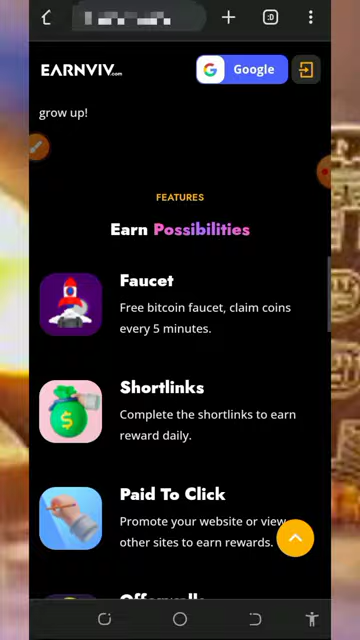 :D
EARNVIV.com
G Google
grow up!
FEATURES
Earn Possibilities
Faucet
Free bitcoin faucet, claim coins
every 5 minutes.
Shortlinks
Complete the shortlinks to earn
reward daily.
Paid To Click
Promote your website or view
other sites to earn rewards.